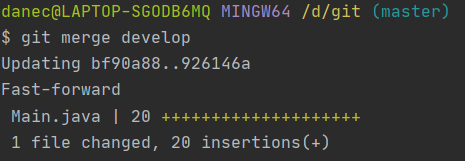 danec@LAPTOP-SGODB6MQ MINGW64 /d/git (master)
$ git merge develop
Updating bf90a88..926146a
Fast-forward
 Main.java | 20 ++++++++++++++++++++
 1 file changed, 20 insertions(+)